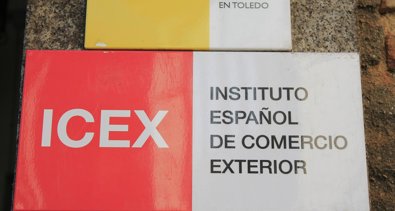 EN TOLEDO
ICEX
INSTITUTO
ESPAÑOL
DE COMERCIO
EXTERIOR